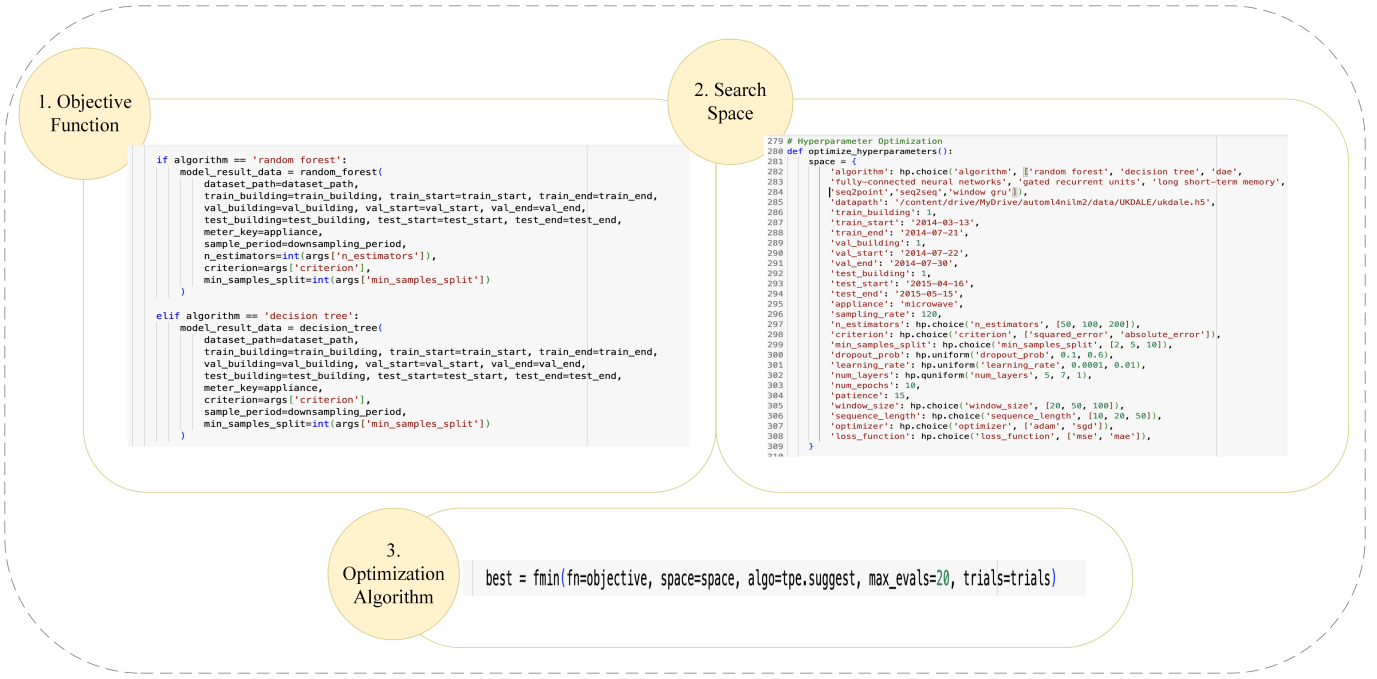 1. Objective
Function
if algorithm == 'random forest':
model_result_data = random_forest(
dataset_path=dataset_path,
train_building=train_building, train_start=train_start, train_end=train_end,
val_building=val_building, val_start=val_start, val_end=val_end,
test_building=test_building, test_start=test_start, test_end=test_end,
meter_key=appliance,
sample_period=downsampling_period,
n_estimators=int(args['n_estimators']),
criterion=args['criterion'],
min_samples_split=int(args['min_samples_split'])
)
elif algorithm == 'decision tree':
model_result_data = decision_tree(
dataset_path=dataset_path,
train_building=train_building, train_start=train_start, train_end=train_end,
val_building=val_building, val_start=val_start, val_end=val_end,
test_building=test_building, test_start=test_start, test_end=test_end,
meter_key=appliance,
criterion=args['criterion'],
sample_period=downsampling_period,
min_samples_split=int(args['min_samples_split'])
)
2. Search
Space
279 # Hyperparameter Optimization
280 def optimize_hyperparameters():
281 space = {
282 'algorithm': hp.choice('algorithm', ['random forest', 'decision tree', 'dae',
283 'fully-connected neural networks', 'gated recurrent units', 'long short-term memory',
284 'seq2point','seq2seq','window gru']),
285 'datapath': '/content/drive/MyDrive/automl4nilm2/data/UKDALE/ukdale.h5',
286 'train_building': 1,
287 'train_start': '2014-03-13',
288 'train_end': '2014-07-21',
289 'val_building': 1,
290 'val_start': '2014-07-22',
291 'val_end': '2014-07-30',
292 'test_building': 1,
293 'test_start': '2015-04-16',
294 'test_end': '2015-05-15',
295 'appliance': 'microwave',
296 'sampling_rate': 120,
297 'n_estimators': hp.choice('n_estimators', [50, 100, 200]),
298 'criterion': hp.choice('criterion', ['squared_error', 'absolute_error']),
299 'min_samples_split': hp.choice('min_samples_split', [2, 5, 10]),
300 'dropout_prob': hp.uniform('dropout_prob', 0.1, 0.6),
301 'learning_rate': hp.uniform('learning_rate', 0.0001, 0.01),
302 'num_layers': hp.quniform('num_layers', 5, 7, 1),
303 'num_epochs': 10,
304 'patience': 15,
305 'window_size': hp.choice('window_size', [20, 50, 100]),
306 'sequence_length': hp.choice('sequence_length', [10, 20, 50]),
307 'optimizer': hp.choice('optimizer', ['adam', 'sgd']),
308 'loss_function': hp.choice('loss_function', ['mse', 'mae']),
309 }
3.
Optimization
Algorithm
best = fmin(fn=objective, space=space, algo=tpe.suggest, max_evals=20, trials=trials)